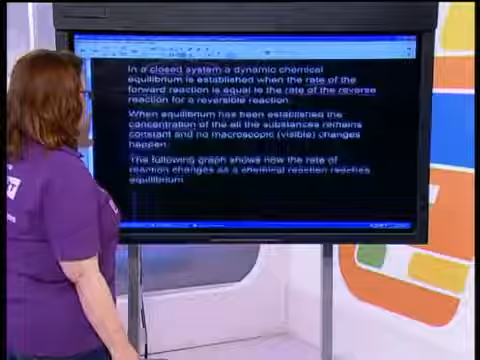 In a closed system a dynamic chemical
equilibrium is established when the rate of the
forward reaction is equal to the rate of the reverse
reaction for a reversible reaction.
When equilibrium has been established the
concentration of the all the substances remains
constant and no macroscopic (visible) changes
happen.
The following graph shows how the rate of
reaction changes as a chemical reaction reaches
equilibrium